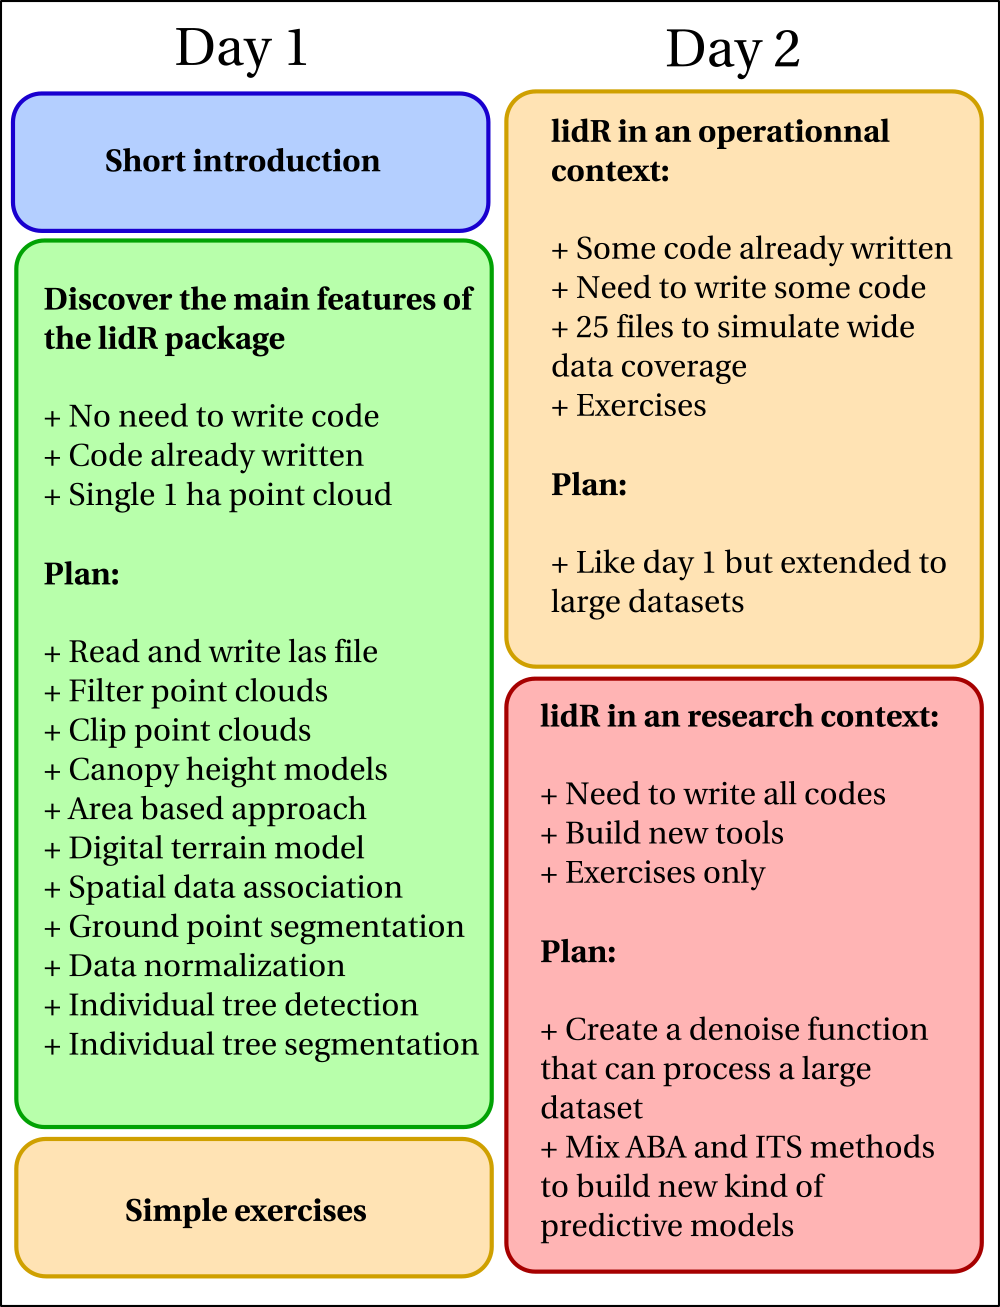 Day 1
Short introduction
Discover the main features of
the lidR package
+ No need to write code
+ Code already written
+ Single 1 ha point cloud
Plan:
+ Read and write las file
+ Filter point clouds
+ Clip point clouds
+ Canopy height models
+ Area based approach
+ Digital terrain model
+ Spatial data association
+ Ground point segmentation
+ Data normalization
+ Individual tree detection
+ Individual tree segmentation
Simple exercises
Day 2
lidR in an operationnal
context:
+ Some code already written
+ Need to write some code
+ 25 files to simulate wide
data coverage
+ Exercises
Plan:
+ Like day 1 but extended to
large datasets
lidR in an research context:
+ Need to write all codes
+ Build new tools
+ Exercises only
Plan:
+ Create a denoise function
that can process a large
dataset
+ Mix ABA and ITS methods
to build new kind of
predictive models